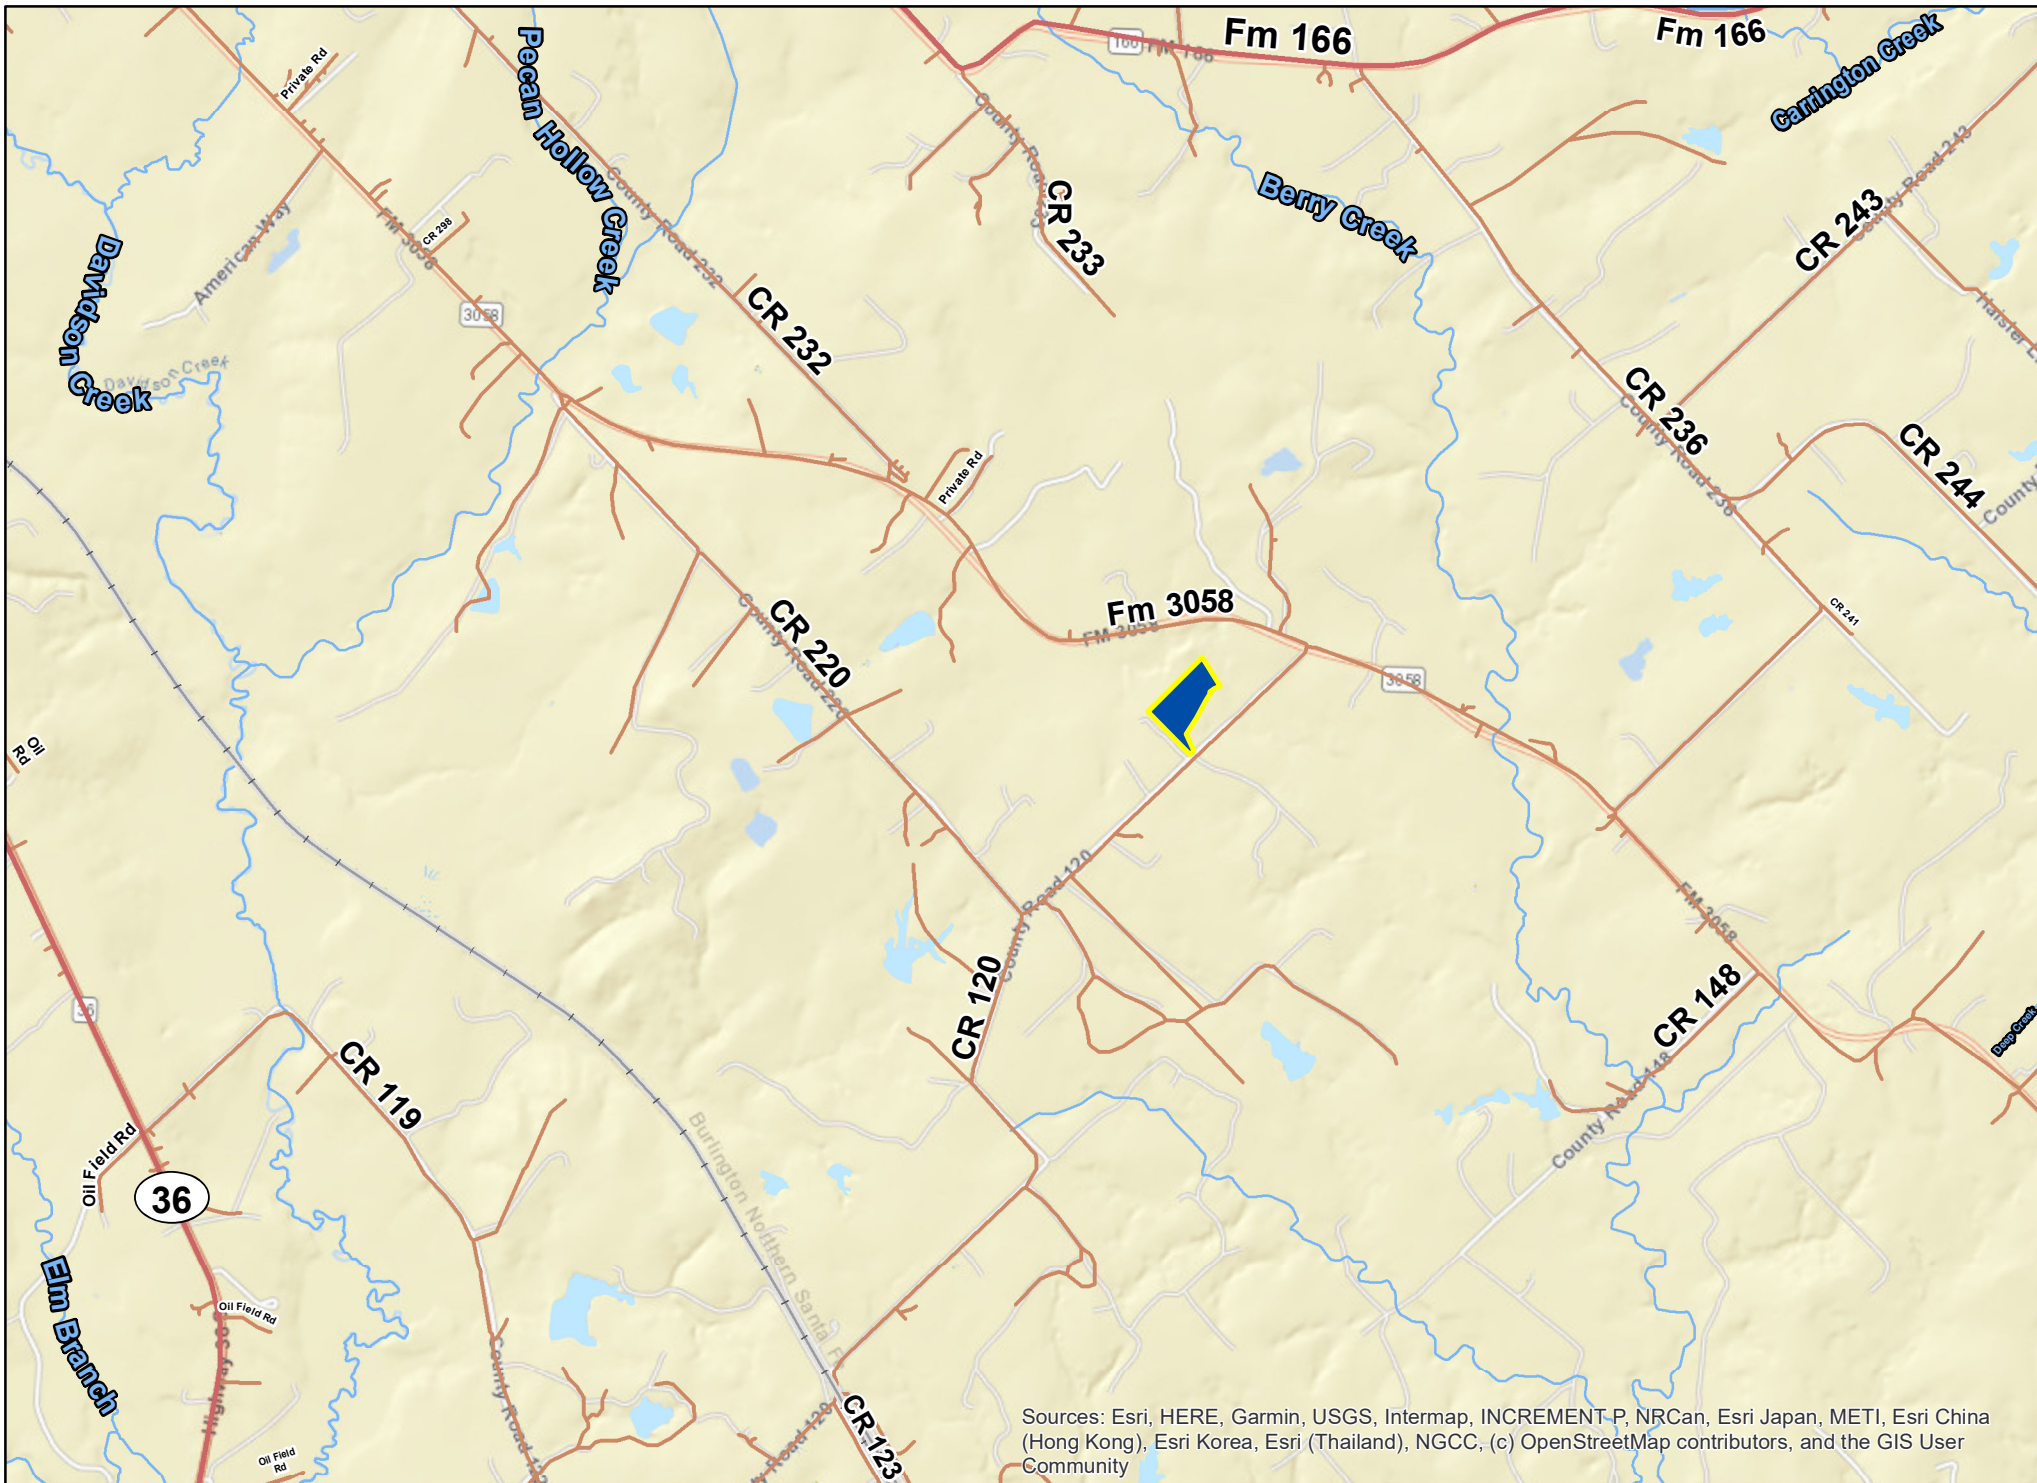 Fm 166
Fm 166
166
FM 166
Carrington Creek
Pecan Hollow Creek
Private Rd
County Road 243
CR 243
Berry Creek
CR 233
County Road 232
CR 232
American Way
FM 3058
CR 298
3058
Davidson Creek
Davidson Creek
CR 236
County Road 236
CR 244
County
Private Rd
Fm 3058
FM 3058
CR 241
CR 220
County Road 220
3058
Oil
Rd
County Road 120
CR 120
FM 3058
CR 148
County Road 148
Deep Creek
36
CR 119
Oil Field Rd
36
Burlington Northern Santa Fe
Elm Branch
Oil Field Rd
Oil Field
Rd
CR 123
Sources: Esri, HERE, Garmin, USGS, Intermap, INCREMENT P, NRCan, Esri Japan, METI, Esri China
(Hong Kong), Esri Korea, Esri (Thailand), NGCC, (c) OpenStreetMap contributors, and the GIS User
Community